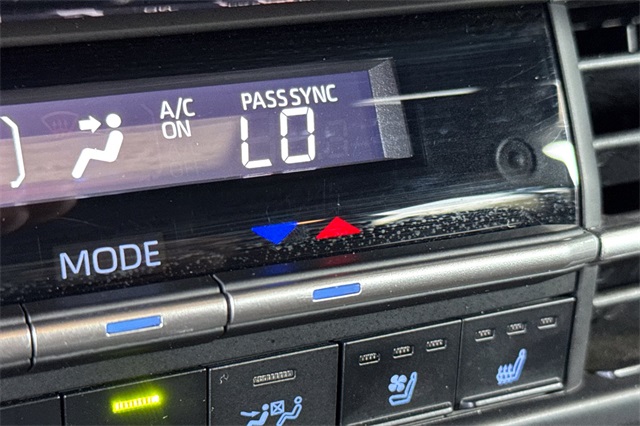 A/C
ON
PASS SYNC
LO
MODE